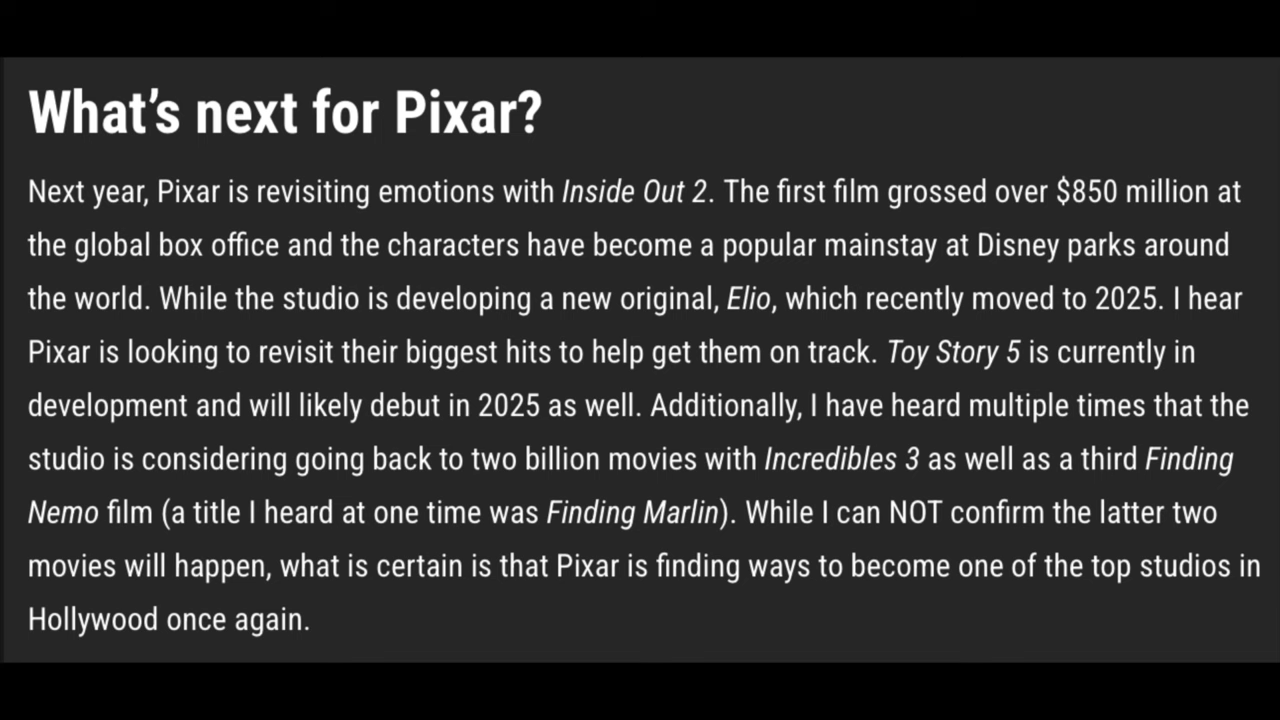 What’s next for Pixar?
Next year, Pixar is revisiting emotions with Inside Out 2. The first film grossed over $850 million at
the global box office and the characters have become a popular mainstay at Disney parks around
the world. While the studio is developing a new original, Elio, which recently moved to 2025. I hear
Pixar is looking to revisit their biggest hits to help get them on track. Toy Story 5 is currently in
development and will likely debut in 2025 as well. Additionally, I have heard multiple times that the
studio is considering going back to two billion movies with Incredibles 3 as well as a third Finding
Nemo film (a title I heard at one time was Finding Marlin). While I can NOT confirm the latter two
movies will happen, what is certain is that Pixar is finding ways to become one of the top studios in
Hollywood once again.